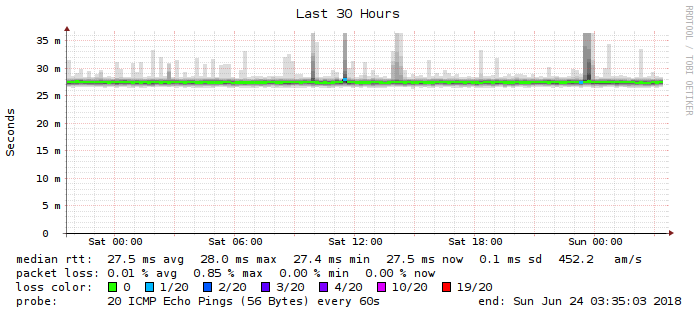 Last 30 Hours
RRDTOOL / TOBI OETIKER
Seconds
35 m
30 m
25 m
20 m
15 m
10 m
5 m
0
Sat 00:00 Sat 06:00 Sat 12:00 Sat 18:00 Sun 00:00
median rtt: 27.5 ms avg 28.0 ms max 27.4 ms min 27.5 ms now 0.1 ms sd 452.2 am/s
packet loss: 0.01 % avg 0.85 % max 0.00 % min 0.00 % now
loss color: 0 1/20 2/20 3/20 4/20 10/20 19/20
probe: 20 ICMP Echo Pings (56 Bytes) every 60s end: Sun Jun 24 03:35:03 2018